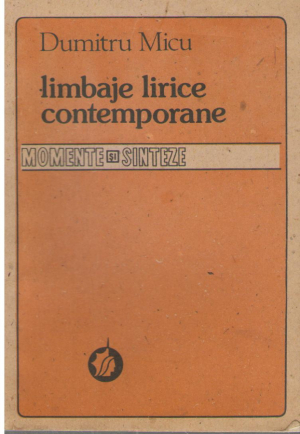 Dumitru Micu
limbaje lirice
contemporane
MOMENTE ȘI SINTEZE